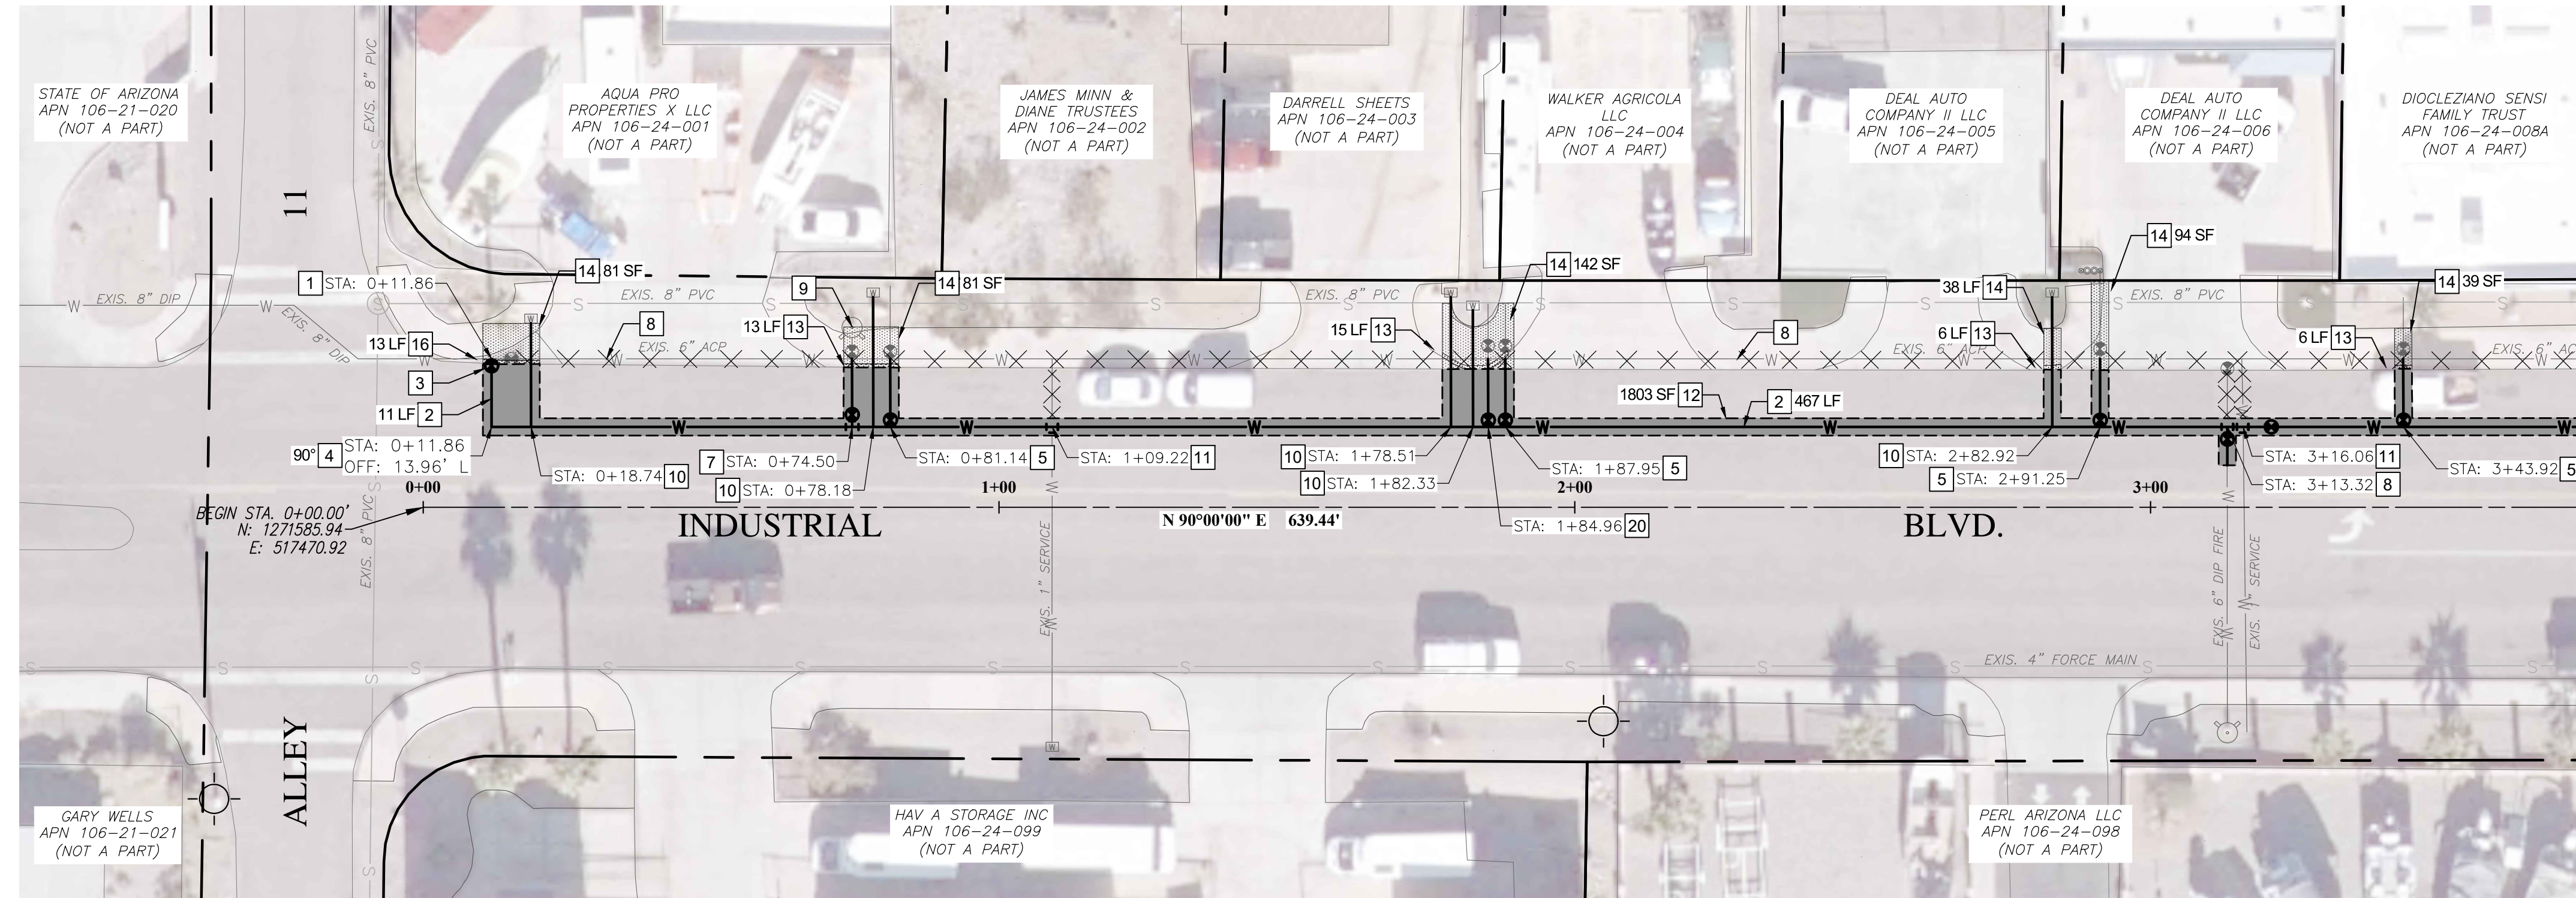 STATE OF ARIZONA
APN 106-21-020
(NOT A PART)
EXIS. 8" PVC
AQUA PRO
PROPERTIES X LLC
APN 106-24-001
(NOT A PART)
JAMES MINN &
DIANE TRUSTEES
APN 106-24-002
(NOT A PART)
DARRELL SHEETS
APN 106-24-003
(NOT A PART)
WALKER AGRICOLA
LLC
APN 106-24-004
(NOT A PART)
DEAL AUTO
COMPANY II LLC
APN 106-24-005
(NOT A PART)
DEAL AUTO
COMPANY II LLC
APN 106-24-006
(NOT A PART)
DIOCLEZIANO SENSI
FAMILY TRUST
APN 106-24-008A
(NOT A PART)
11
14 94 SF
14 142 SF
14 81 SF
1 STA: 0+11.86
9
14 81 SF
38 LF 14
14 39 SF
W EXIS. 8" DIP W
EXIS. 8" DIP
S EXIS. 8" PVC S
S EXIS. 8" PVC S
S EXIS. 8" PVC S
13 LF 16
8
13 LF 13
15 LF 13
8
6 LF 13
6 LF 13
EXIS. 6" ACP
EXIS. 6" ACP
EXIS. 6" AC
3
11 LF 2
1803 SF 12
2 467 LF
W W W W W W W W
90° 4 STA: 0+11.86
OFF: 13.96' L
STA: 0+18.74 10
7 STA: 0+74.50
10 STA: 0+78.18
STA: 0+81.14 5
STA: 1+09.22 11
10 STA: 1+78.51
10 STA: 1+82.33
STA: 1+87.95 5
STA: 1+84.96 20
10 STA: 2+82.92
5 STA: 2+91.25
STA: 3+16.06 11
STA: 3+13.32 8
STA: 3+43.92 5
0+00
1+00
2+00
3+00
BEGIN STA. 0+00.00'
N: 1271585.94
E: 517470.92
EXIS. 8" PVC
INDUSTRIAL
N 90°00'00" E 639.44'
BLVD.
EXIS. 1" SERVICE
EXIS. 6" DIP FIRE
EXIS. 1" SERVICE
S S S S S S S EXIS. 4" FORCE MAIN S S
ALLEY
GARY WELLS
APN 106-21-021
(NOT A PART)
HAV A STORAGE INC
APN 106-24-099
(NOT A PART)
PERL ARIZONA LLC
APN 106-24-098
(NOT A PART)